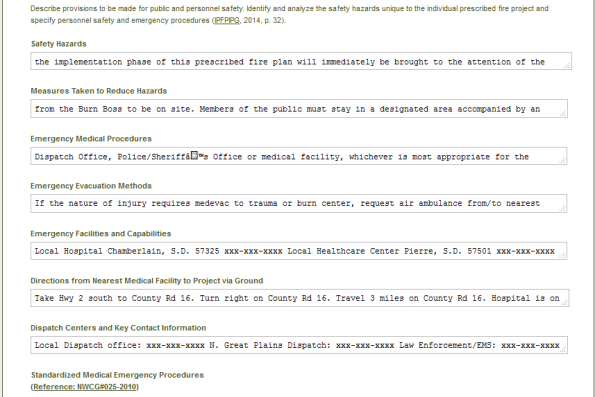 Describe provisions to be made for public and personnel safety. Identify and analyze the safety hazards unique to the individual prescribed fire project and
specify personnel safety and emergency procedures (IPFPIPG, 2014, p. 32).
Safety Hazards
the implementation phase of this prescribed fire plan will immediately be brought to the attention of the
Measures Taken to Reduce Hazards
from the Burn Boss to be on site. Members of the public must stay in a designated area accompanied by an
Emergency Medical Procedures
Dispatch Office, Police/Sheriffâ™s Office or medical facility, whichever is most appropriate for the
Emergency Evacuation Methods
If the nature of injury requires medevac to trauma or burn center, request air ambulance from/to nearest
Emergency Facilities and Capabilities
Local Hospital Chamberlain, S.D. 57325 xxx-xxx-xxxx Local Healthcare Center Pierre, S.D. 57501 xxx-xxx-xxxx
Directions from Nearest Medical Facility to Project via Ground
Take Hwy 2 south to County Rd 16. Turn right on County Rd 16. Travel 3 miles on County Rd 16. Hospital is on
Dispatch Centers and Key Contact Information
Local Dispatch office: xxx-xxx-xxxx N. Great Plains Dispatch: xxx-xxx-xxxx Law Enforcement/EMS: xxx-xxx-xxxx
Standardized Medical Emergency Procedures
(Reference: NWCG#025-2010)